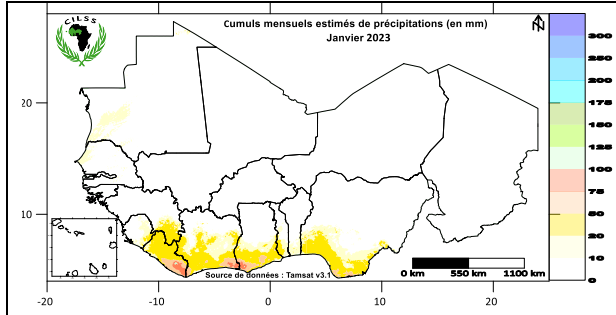 CILSS
Cumuls mensuels estimés de précipitations (en mm)
Janvier 2023
N
300
250
200
175
150
125
100
75
50
30
10
0
20
10
Source de données : Tamsat v3.1
0 km 550 km 1100 km
-20 -10 0 10 20